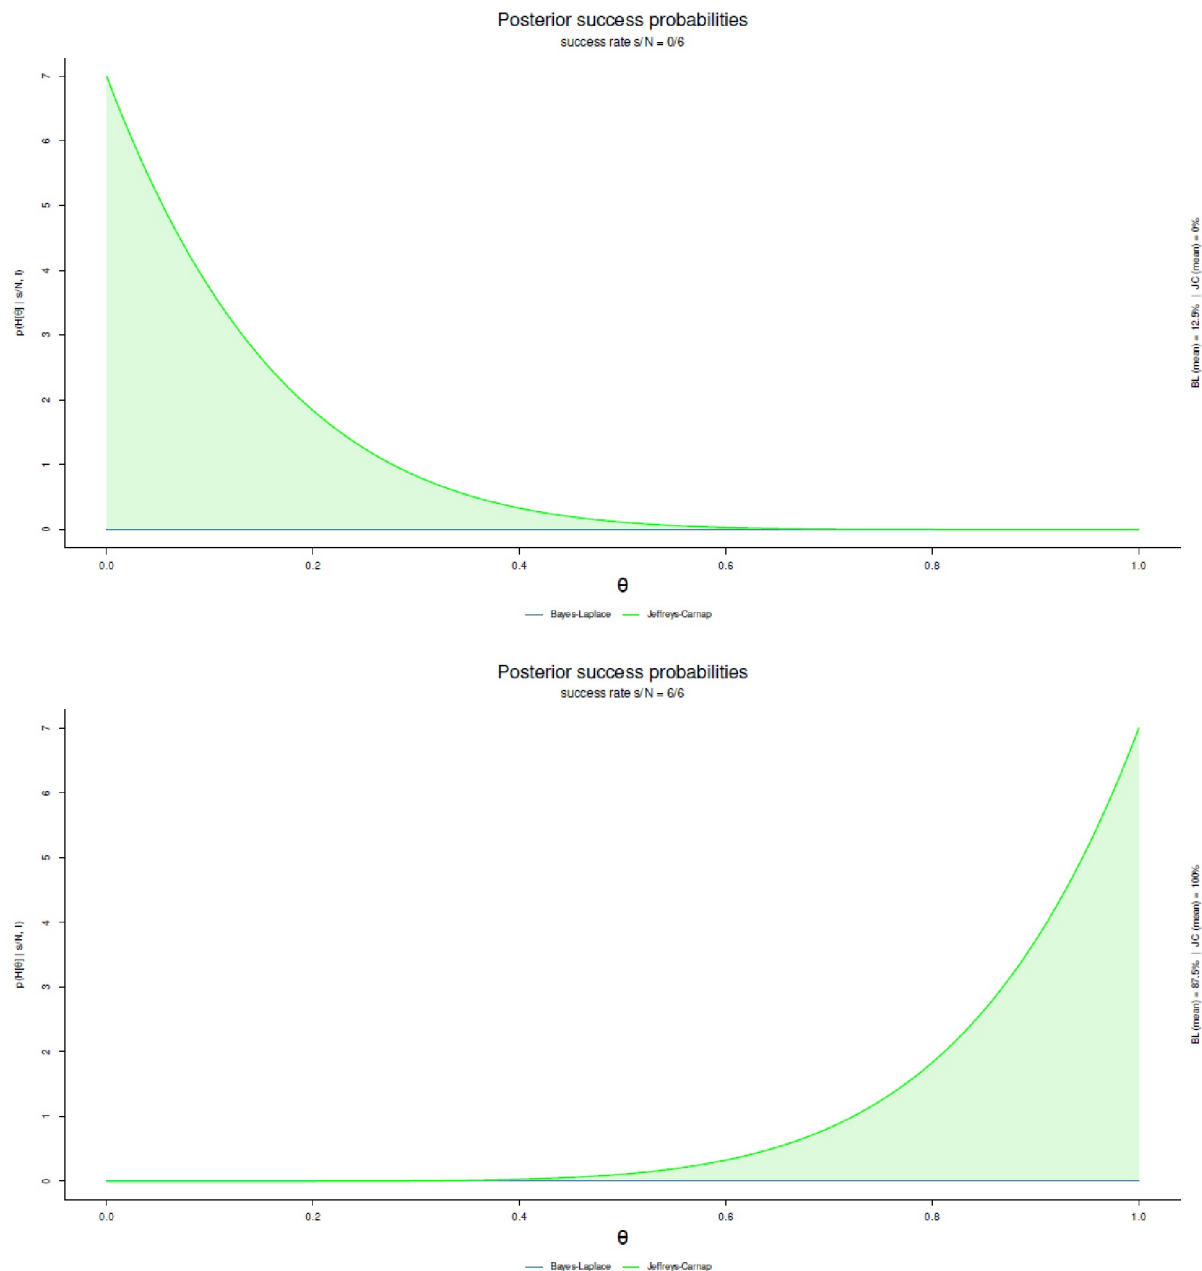 Posterior success probabilities
success rate s/N = 0/6
7
6
5
4
3
2
1
0
p(H[θ] | s/N, I)
BL (mean) = 12.5% | JC (mean) = 0%
0.0 0.2 0.4 0.6 0.8 1.0
θ
Bayes-Laplace Jeffreys-Carnap
Posterior success probabilities
success rate s/N = 6/6
7
6
5
4
3
2
1
0
p(H[θ] | s/N, I)
BL (mean) = 87.5% | JC (mean) = 100%
0.0 0.2 0.4 0.6 0.8 1.0
θ
Bayes-Laplace Jeffreys-Carnap